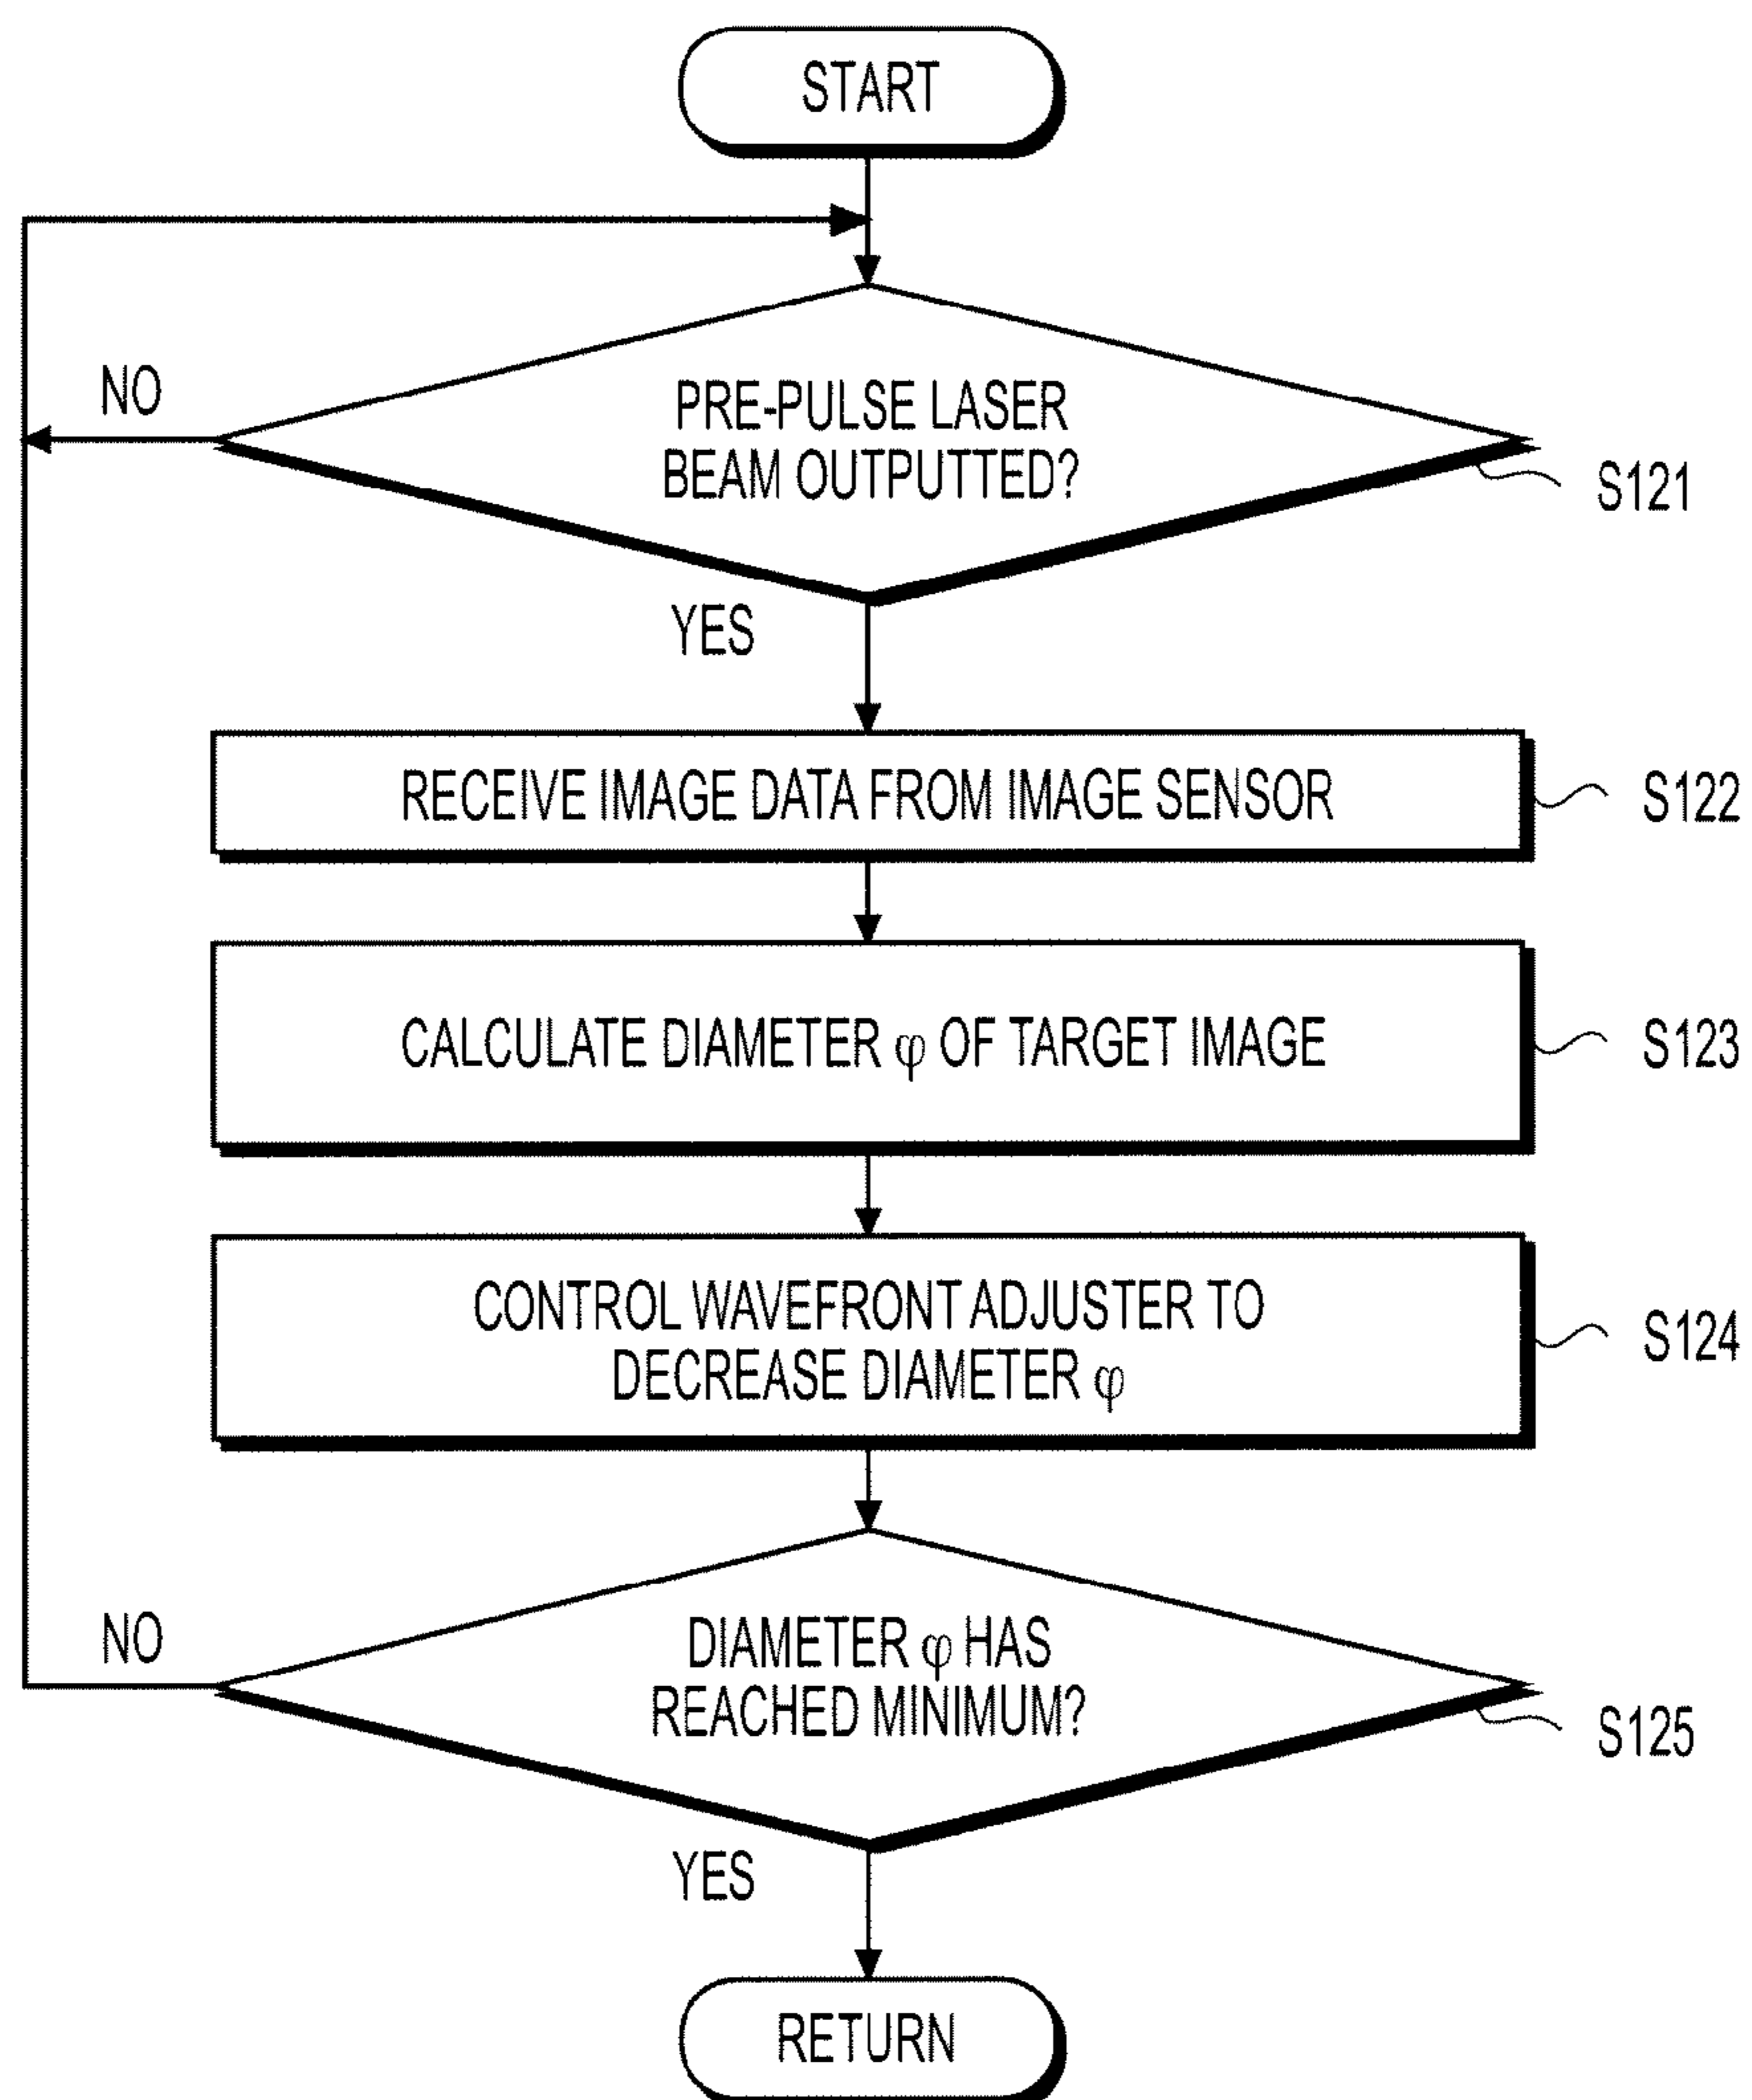 START
NO
PRE-PULSE LASER
BEAM OUTPUTTED?
S121
YES
RECEIVE IMAGE DATA FROM IMAGE SENSOR
S122
CALCULATE DIAMETER φ OF TARGET IMAGE
S123
CONTROL WAVEFRONT ADJUSTER TO
DECREASE DIAMETER φ
S124
NO
DIAMETER φ HAS
REACHED MINIMUM?
S125
YES
RETURN